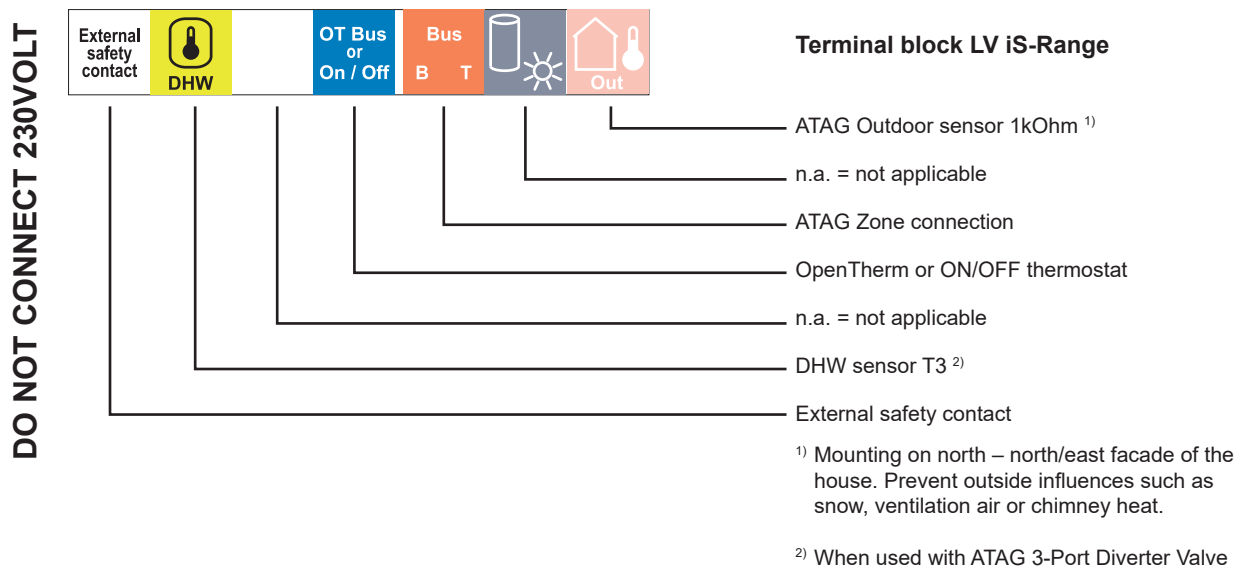 DO NOT CONNECT 230VOLT
External
safety
contact
DHW
OT Bus
or
On / Off
Bus
B T
Out
Terminal block LV iS-Range
ATAG Outdoor sensor 1kOhm 1)
n.a. = not applicable
ATAG Zone connection
OpenTherm or ON/OFF thermostat
n.a. = not applicable
DHW sensor T3 2)
External safety contact
1) Mounting on north – north/east facade of the
house. Prevent outside influences such as
snow, ventilation air or chimney heat.
2) When used with ATAG 3-Port Diverter Valve